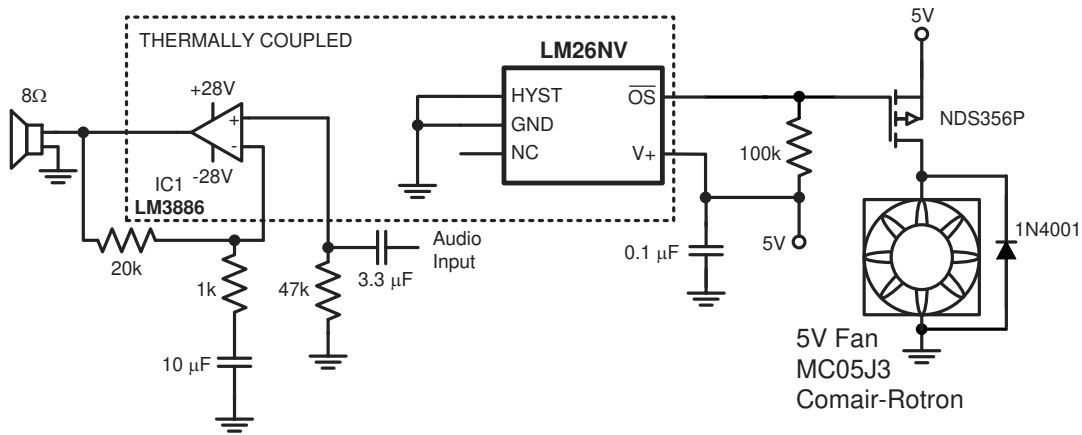 5V
THERMALLY COUPLED
LM26NV
+28V
8Ω
HYST
OS
NDS356P
+
GND
-
NC
V+
100k
-28V
IC1
LM3886
1N4001
Audio
Input
0.1 μF
5V
20k
3.3 μF
1k
47k
10 μF
5V Fan
MC05J3
Comair-Rotron